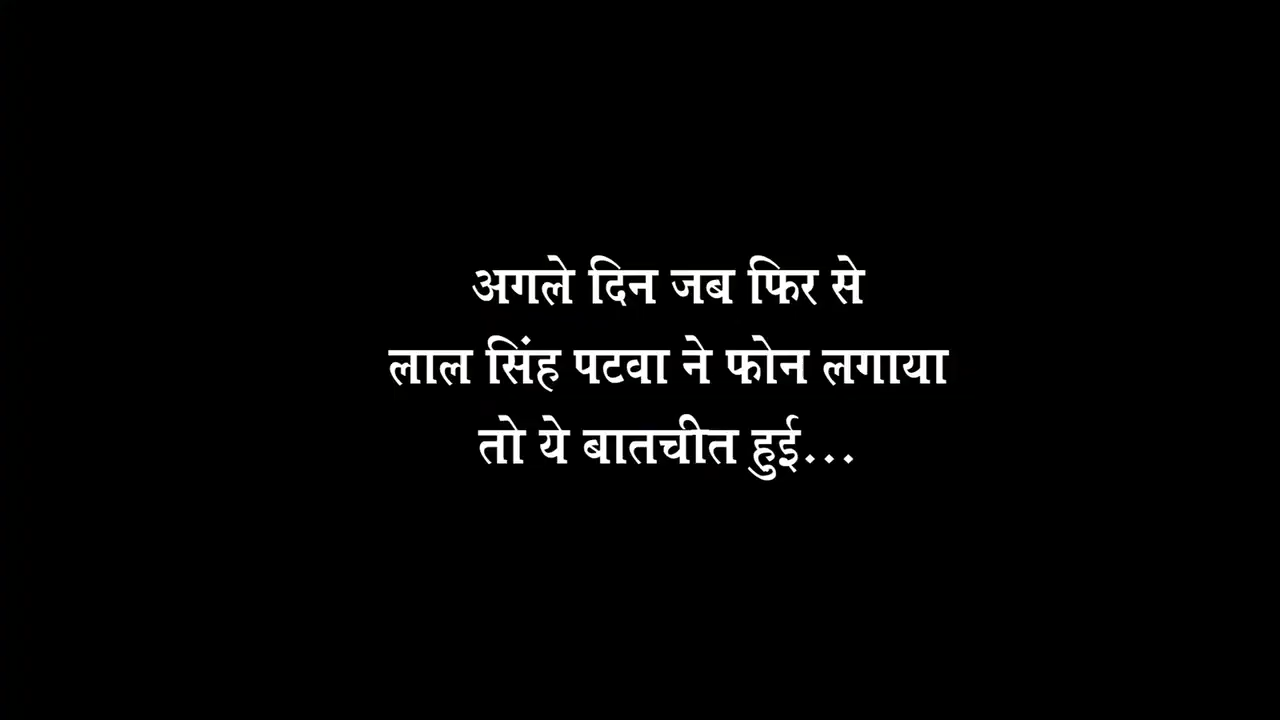 अगले दिन जब फिर से
लाल सिंह पटवा ने फोन लगाया
तो ये बातचीत हुई...